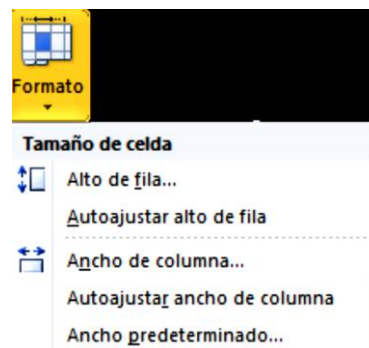 Formato
Tamaño de celda
Alto de fila...
Autoajustar alto de fila
Ancho de columna...
Autoajustar ancho de columna
Ancho predeterminado...